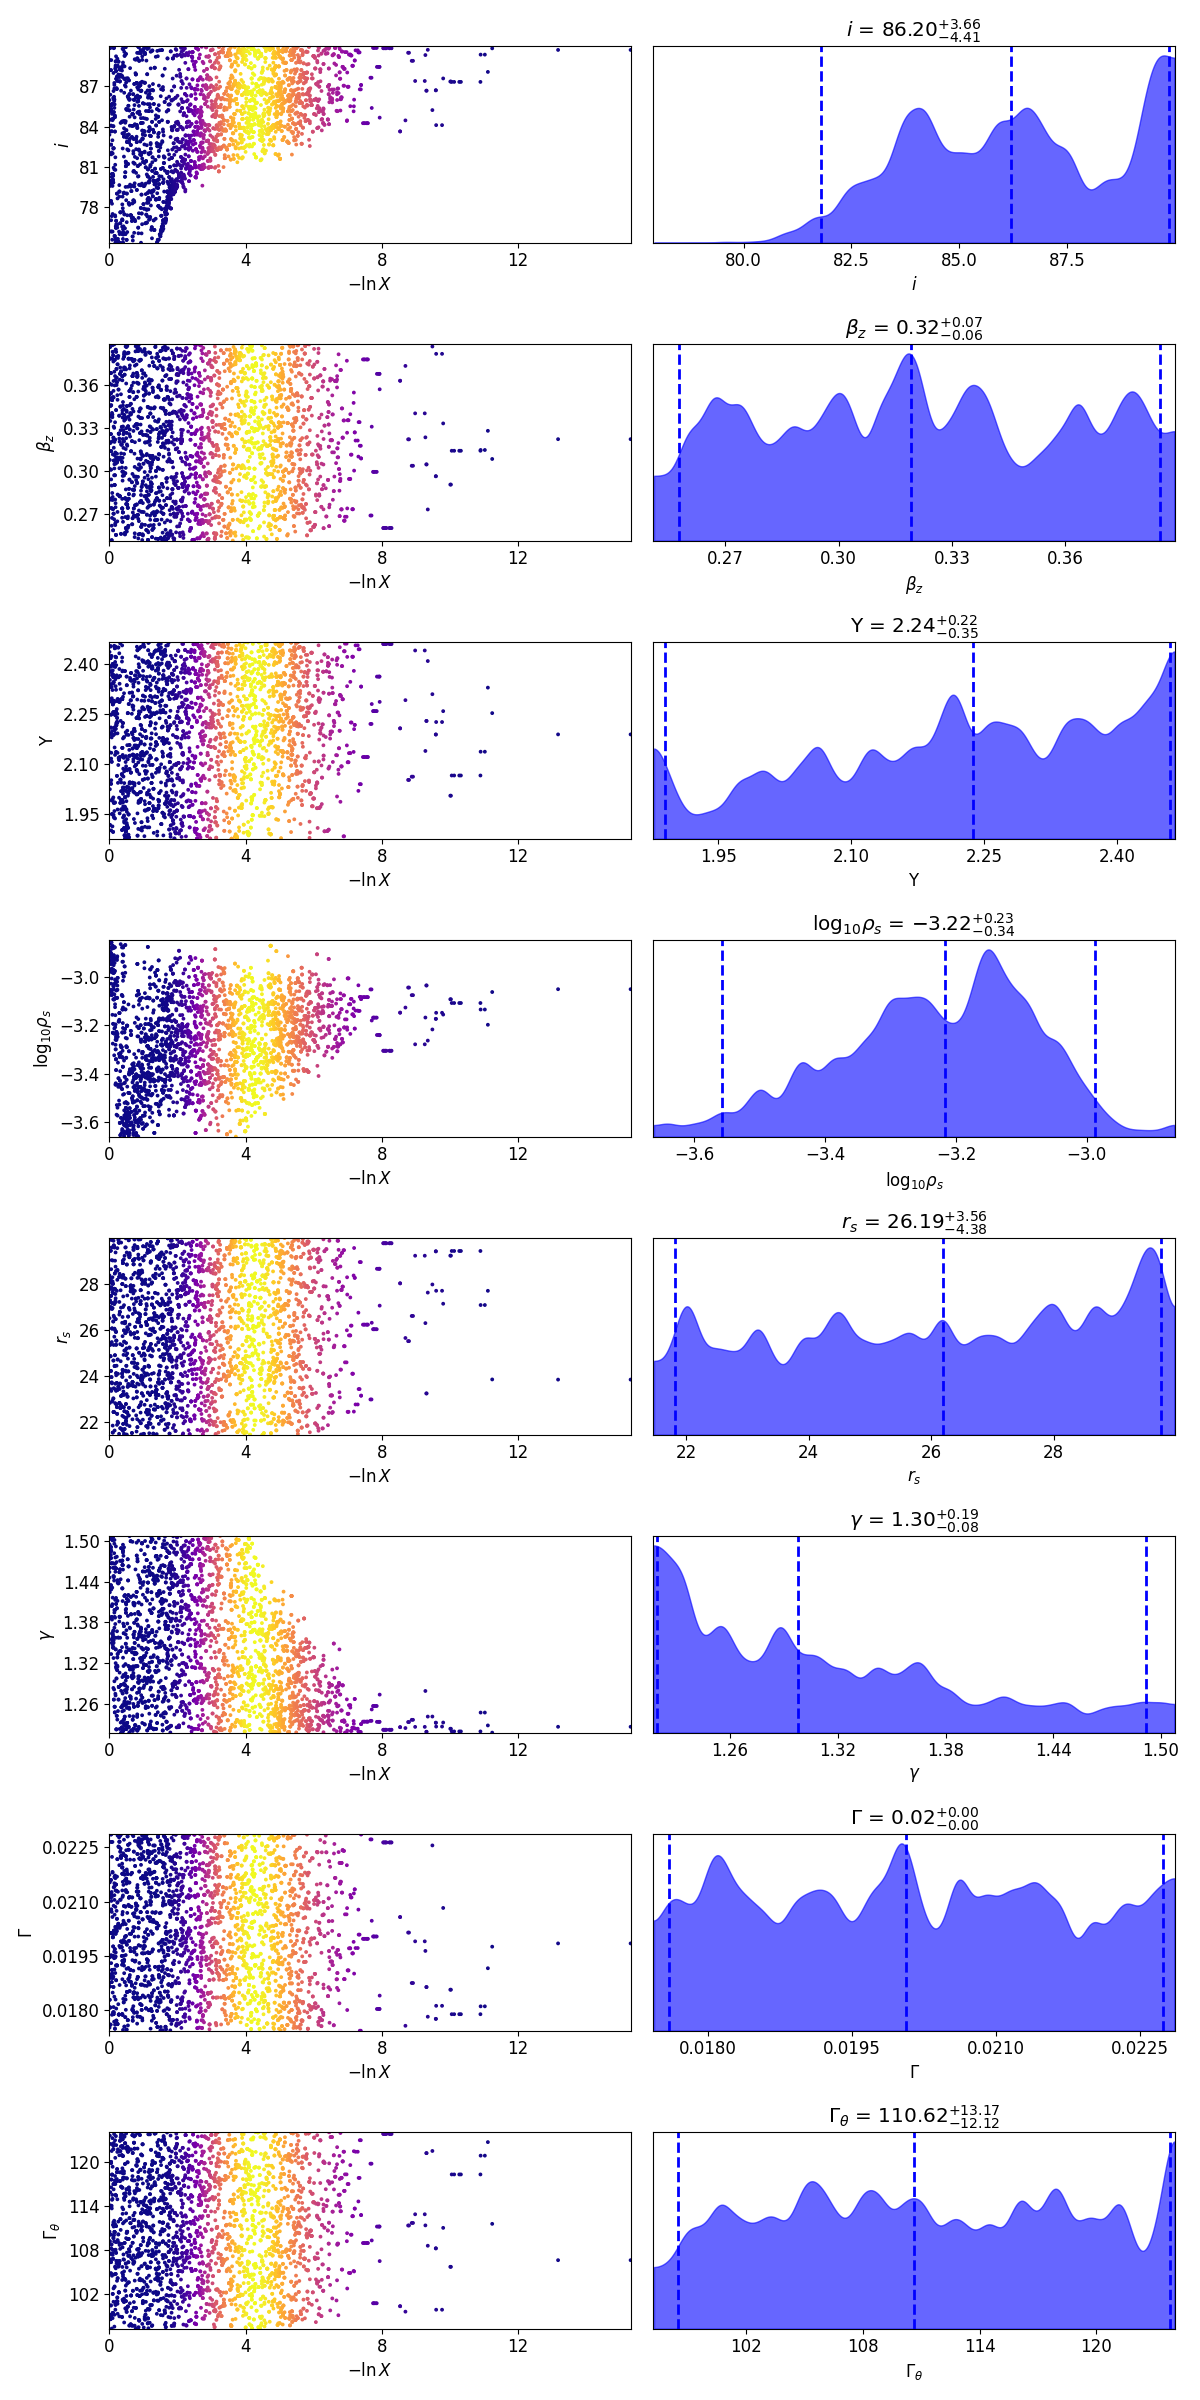 i = 86.20 +3.66 −4.41
87
84
81
78
i
0 4 8 12
−ln X
80.0 82.5 85.0 87.5
i
β_z = 0.32 +0.07 −0.06
0.36
0.33
0.30
0.27
β_z
0 4 8 12
−ln X
0.27 0.30 0.33 0.36
β_z
Υ = 2.24 +0.22 −0.35
2.40
2.25
2.10
1.95
Υ
0 4 8 12
−ln X
1.95 2.10 2.25 2.40
Υ
log₁₀ρ_s = −3.22 +0.23 −0.34
−3.0
−3.2
−3.4
−3.6
log₁₀ρ_s
0 4 8 12
−ln X
−3.6 −3.4 −3.2 −3.0
log₁₀ρ_s
r_s = 26.19 +3.56 −4.38
28
26
24
22
r_s
0 4 8 12
−ln X
22 24 26 28
r_s
γ = 1.30 +0.19 −0.08
1.50
1.44
1.38
1.32
1.26
γ
0 4 8 12
−ln X
1.26 1.32 1.38 1.44 1.50
γ
Γ = 0.02 +0.00 −0.00
0.0225
0.0210
0.0195
0.0180
Γ
0 4 8 12
−ln X
0.0180 0.0195 0.0210 0.0225
Γ
Γ_θ = 110.62 +13.17 −12.12
120
114
108
102
Γ_θ
0 4 8 12
−ln X
102 108 114 120
Γ_θ